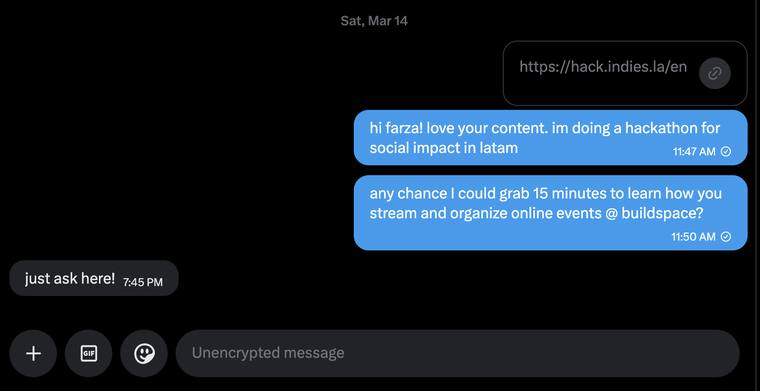 Sat, Mar 14
https://hack.indies.la/en
hi farza! love your content. im doing a hackathon for
social impact in latam
11:47 AM
any chance I could grab 15 minutes to learn how you
stream and organize online events @ buildspace?
11:50 AM
just ask here! 7:45 PM
GIF
Unencrypted message